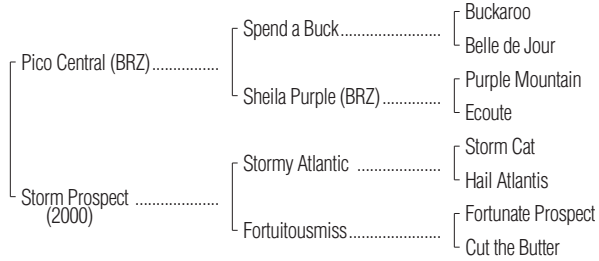 Buckaroo
Spend a Buck....................
Belle de Jour
Pico Central (BRZ)................
Purple Mountain
Sheila Purple (BRZ)..............
Ecoute
Storm Cat
Stormy Atlantic ...................
Hail Atlantis
Storm Prospect ....................
(2000)
Fortunate Prospect
Fortuitousmiss......................
Cut the Butter